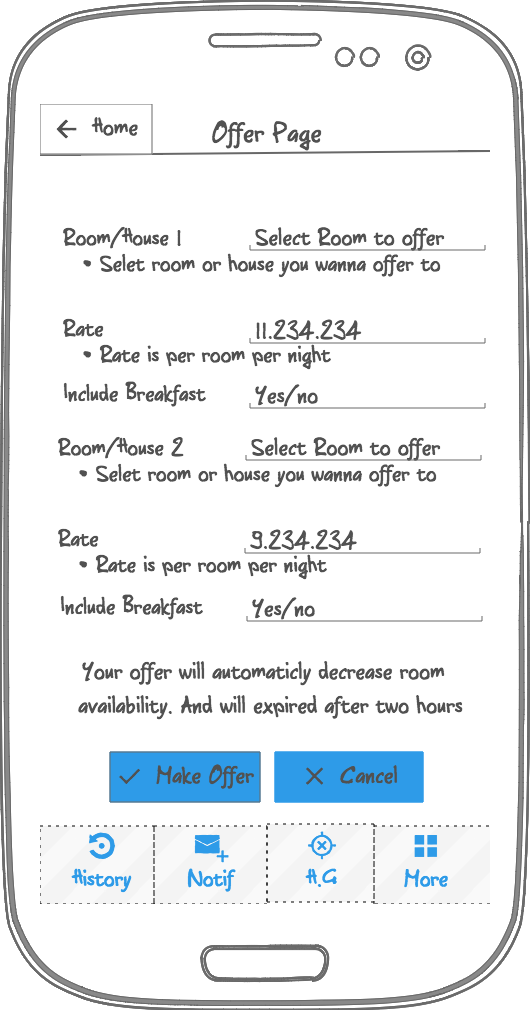 Home
Offer Page
Room/House 1 Select Room to offer
• Selet room or house you wanna offer to
Rate 11.234.234
• Rate is per room per night
Include Breakfast Yes/no
Room/House 2 Select Room to offer
• Selet room or house you wanna offer to
Rate 9.234.234
• Rate is per room per night
Include Breakfast Yes/no
Your offer will automaticly decrease room
availability. And will expired after two hours
Make Offer Cancel
History Notif H.G More